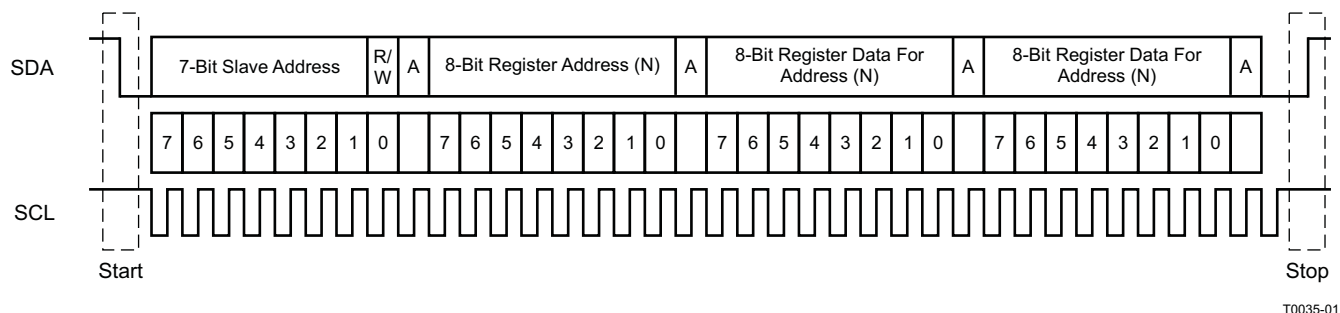 SDA
7-Bit Slave Address
R/
W
A
8-Bit Register Address (N)
A
8-Bit Register Data For
Address (N)
A
8-Bit Register Data For
Address (N)
A
7 6 5 4 3 2 1 0 7 6 5 4 3 2 1 0 7 6 5 4 3 2 1 0 7 6 5 4 3 2 1 0
SCL
Start
Stop
T0035-01